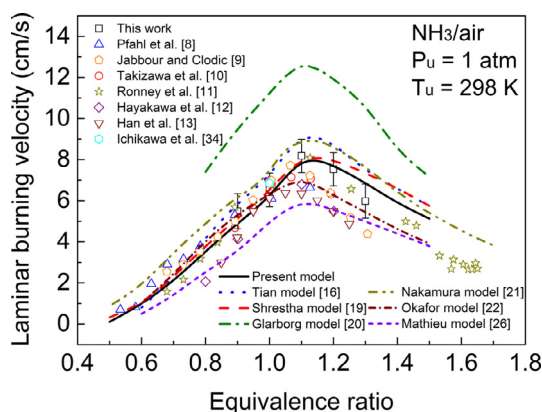 Laminar burning velocity (cm/s)
14
12
10
8
6
4
2
0
This work
Pfahl et al. [8]
Jabbour and Clodic [9]
Takizawa et al. [10]
Ronney et al. [11]
Hayakawa et al. [12]
Han et al. [13]
Ichikawa et al. [34]
NH3/air
Pu = 1 atm
Tu = 298 K
Present model
Tian model [16]
Shrestha model [19]
Glarborg model [20]
Nakamura model [21]
Okafor model [22]
Mathieu model [26]
0.4 0.6 0.8 1.0 1.2 1.4 1.6 1.8
Equivalence ratio